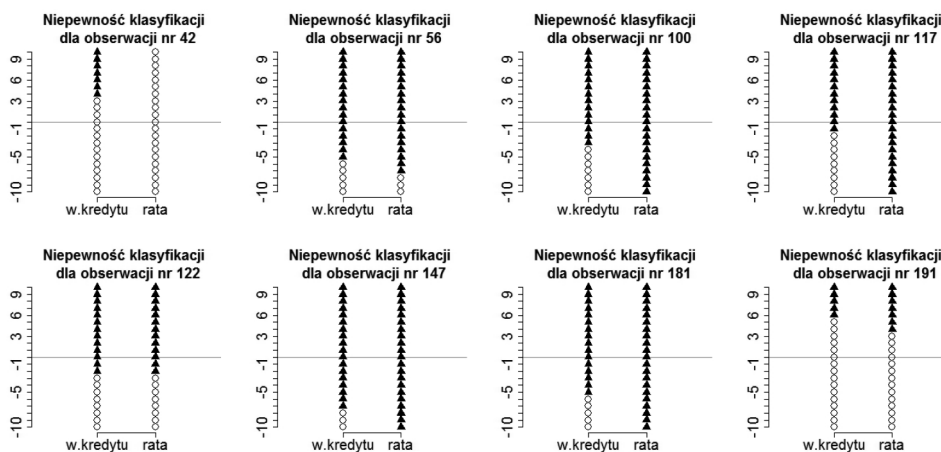 Niepewność klasyfikacji
dla obserwacji nr 42
9
6
3
-1
-5
-10
w.kredytu rata
Niepewność klasyfikacji
dla obserwacji nr 56
9
6
3
-1
-5
-10
w.kredytu rata
Niepewność klasyfikacji
dla obserwacji nr 100
9
6
3
-1
-5
-10
w.kredytu rata
Niepewność klasyfikacji
dla obserwacji nr 117
9
6
3
-1
-5
-10
w.kredytu rata
Niepewność klasyfikacji
dla obserwacji nr 122
9
6
3
-1
-5
-10
w.kredytu rata
Niepewność klasyfikacji
dla obserwacji nr 147
9
6
3
-1
-5
-10
w.kredytu rata
Niepewność klasyfikacji
dla obserwacji nr 181
9
6
3
-1
-5
-10
w.kredytu rata
Niepewność klasyfikacji
dla obserwacji nr 191
9
6
3
-1
-5
-10
w.kredytu rata